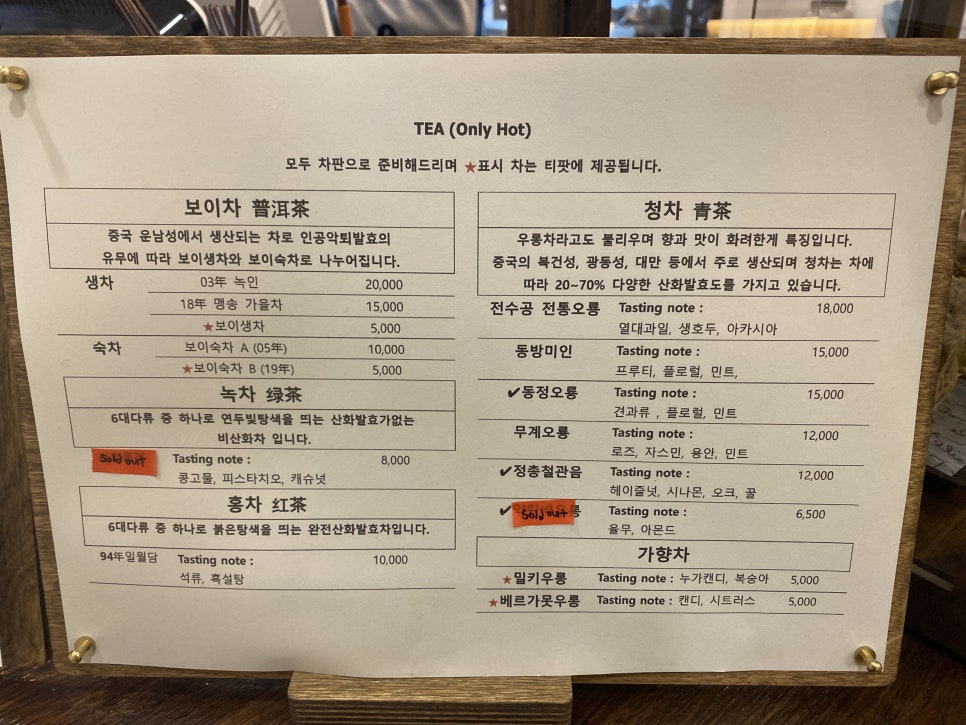 TEA (Only Hot)
모두 차판으로 준비해드리며 ★표시 차는 티팟에 제공됩니다.
보이차 普洱茶
중국 운남성에서 생산되는 차로 인공악퇴발효의
유무에 따라 보이생차와 보이숙차로 나누어집니다.
생차 03年 녹인 20,000
18年 맹송 가을차 15,000
★보이생차 5,000
숙차 보이숙차 A (05年) 10,000
★보이숙차 B (19年) 5,000
녹차 绿茶
6대다류 중 하나로 연두빛탕색을 띄는 산화발효가없는
비산화차 입니다.
Sold out Tasting note : 8,000
콩고물, 피스타치오, 캐슈넛
홍차 红茶
6대다류 중 하나로 붉은탕색을 띄는 완전산화발효차입니다.
94年일월담 Tasting note : 10,000
석류, 흑설탕
청차 青茶
우롱차라고도 불리우며 향과 맛이 화려한게 특징입니다.
중국의 복건성, 광동성, 대만 등에서 주로 생산되며 청차는 차에
따라 20~70% 다양한 산화발효도를 가지고 있습니다.
전수공 전통오룡 Tasting note : 18,000
열대과일, 생호두, 아카시아
동방미인 Tasting note : 15,000
프루티, 플로럴, 민트,
✔동정오룡 Tasting note : 15,000
견과류 , 플로럴, 민트
무계오룡 Tasting note : 12,000
로즈, 자스민, 용안, 민트
✔정총철관음 Tasting note : 12,000
헤이즐넛, 시나몬, 오크, 꿀
✔ Sold out 룡 Tasting note : 6,500
율무, 아몬드
가향차
★밀키우롱 Tasting note : 누가캔디, 복숭아 5,000
★베르가못우롱 Tasting note : 캔디, 시트러스 5,000